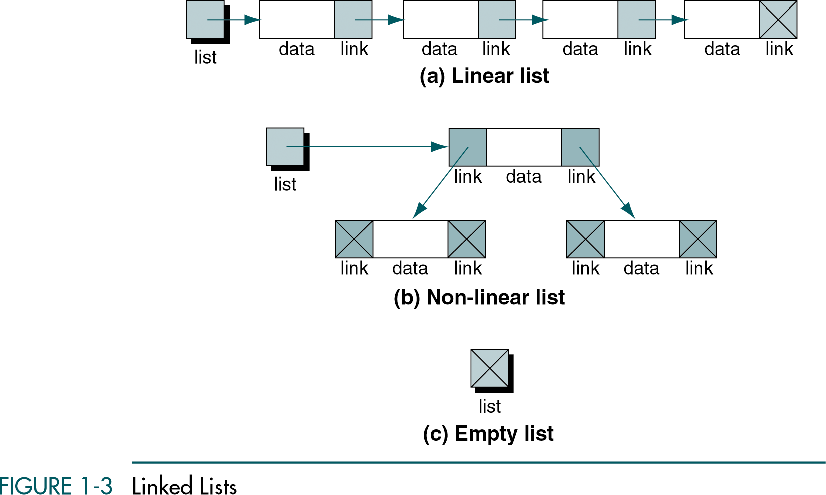 list data link data link data link data link
(a) Linear list
list link data link
link data link link data link
(b) Non-linear list
list
(c) Empty list
FIGURE 1-3 Linked Lists